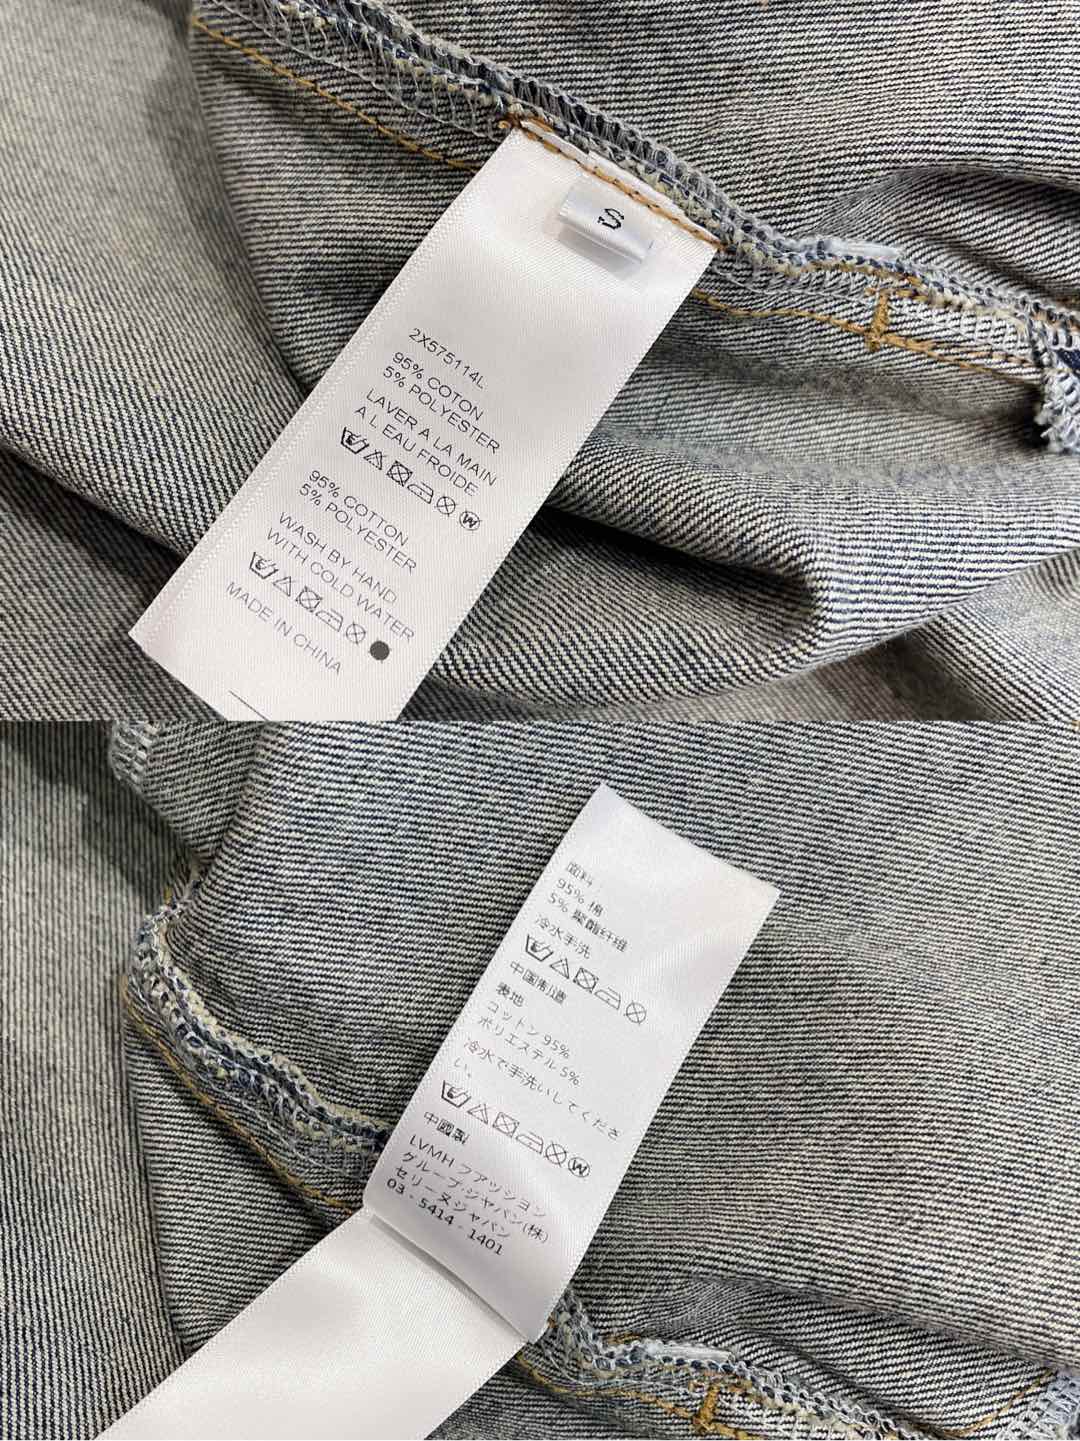 S
2X575114L
95% COTON
5% POLYESTER
LAVER A LA MAIN
A L EAU FROIDE
W
95% COTTON
5% POLYESTER
WASH BY HAND
WITH COLD WATER
MADE IN CHINA
面料：
95% 棉
5% 聚酯纤维
冷水手洗
中国制造
表地
コットン 95%
ポリエステル 5%
冷水で手洗いしてくださ
い。
W
中國製
LVMH ファッション
グループ·ジャパン(株)
セリーヌジャパン
03 - 5414 - 1401